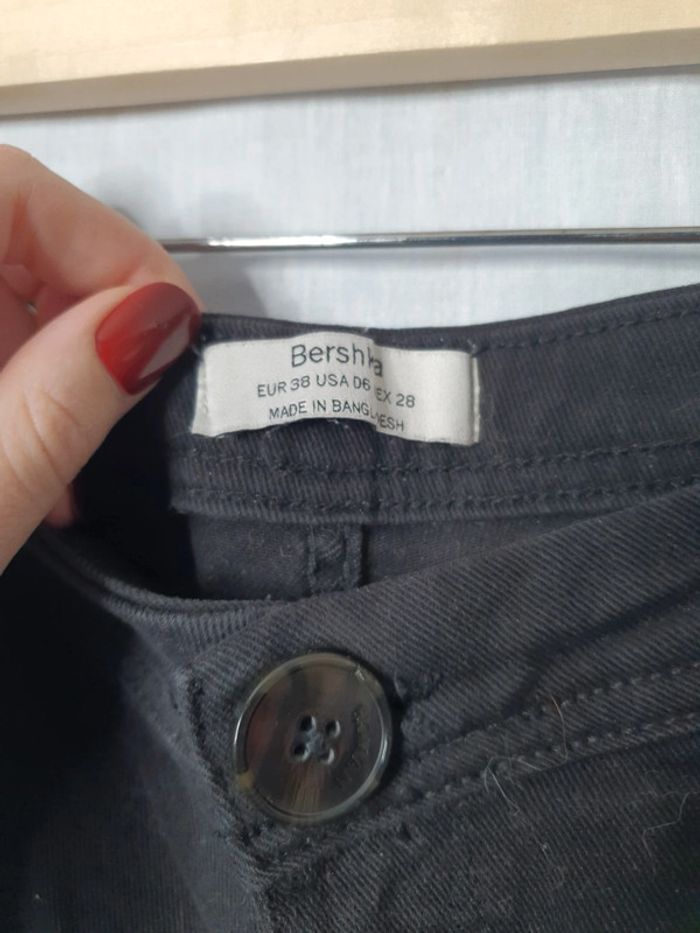 Bershka
EUR 38 USA 06 MEX 28
MADE IN BANGLADESH